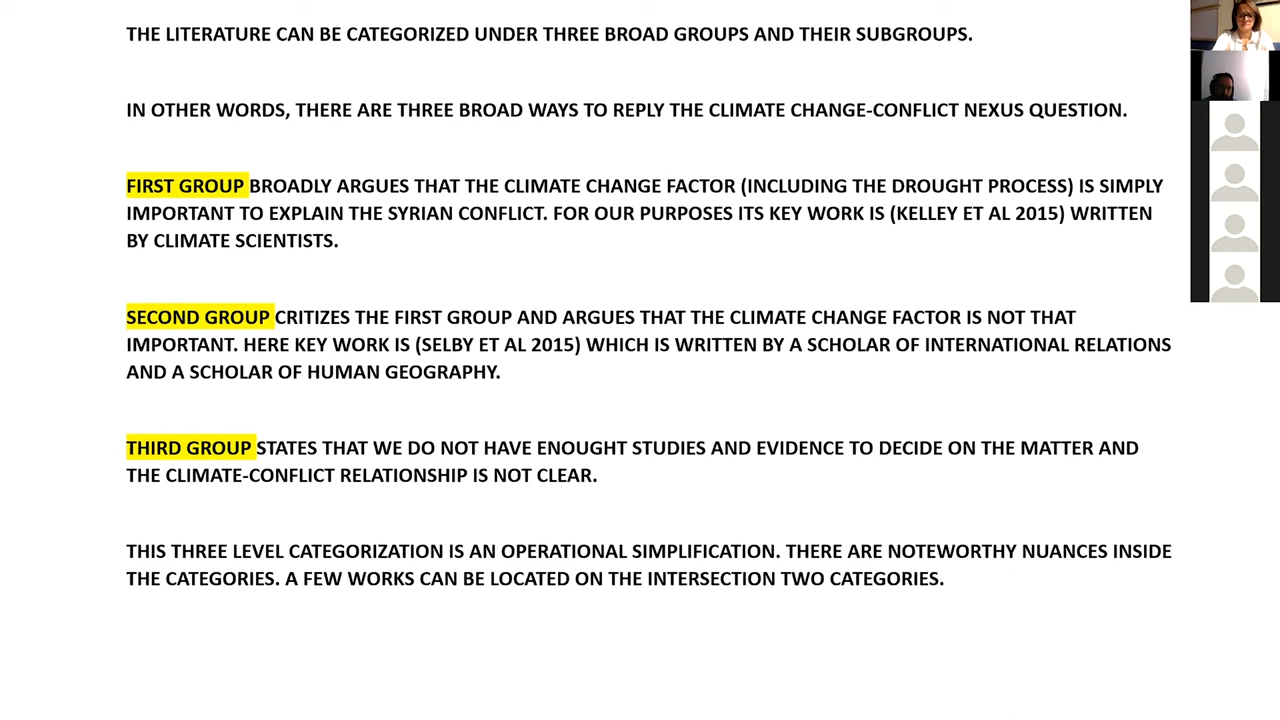 THE LITERATURE CAN BE CATEGORIZED UNDER THREE BROAD GROUPS AND THEIR SUBGROUPS.
IN OTHER WORDS, THERE ARE THREE BROAD WAYS TO REPLY THE CLIMATE CHANGE-CONFLICT NEXUS QUESTION.
FIRST GROUP BROADLY ARGUES THAT THE CLIMATE CHANGE FACTOR (INCLUDING THE DROUGHT PROCESS) IS SIMPLY
IMPORTANT TO EXPLAIN THE SYRIAN CONFLICT. FOR OUR PURPOSES ITS KEY WORK IS (KELLEY ET AL 2015) WRITTEN
BY CLIMATE SCIENTISTS.
SECOND GROUP CRITIZES THE FIRST GROUP AND ARGUES THAT THE CLIMATE CHANGE FACTOR IS NOT THAT
IMPORTANT. HERE KEY WORK IS (SELBY ET AL 2015) WHICH IS WRITTEN BY A SCHOLAR OF INTERNATIONAL RELATIONS
AND A SCHOLAR OF HUMAN GEOGRAPHY.
THIRD GROUP STATES THAT WE DO NOT HAVE ENOUGHT STUDIES AND EVIDENCE TO DECIDE ON THE MATTER AND
THE CLIMATE-CONFLICT RELATIONSHIP IS NOT CLEAR.
THIS THREE LEVEL CATEGORIZATION IS AN OPERATIONAL SIMPLIFICATION. THERE ARE NOTEWORTHY NUANCES INSIDE
THE CATEGORIES. A FEW WORKS CAN BE LOCATED ON THE INTERSECTION TWO CATEGORIES.